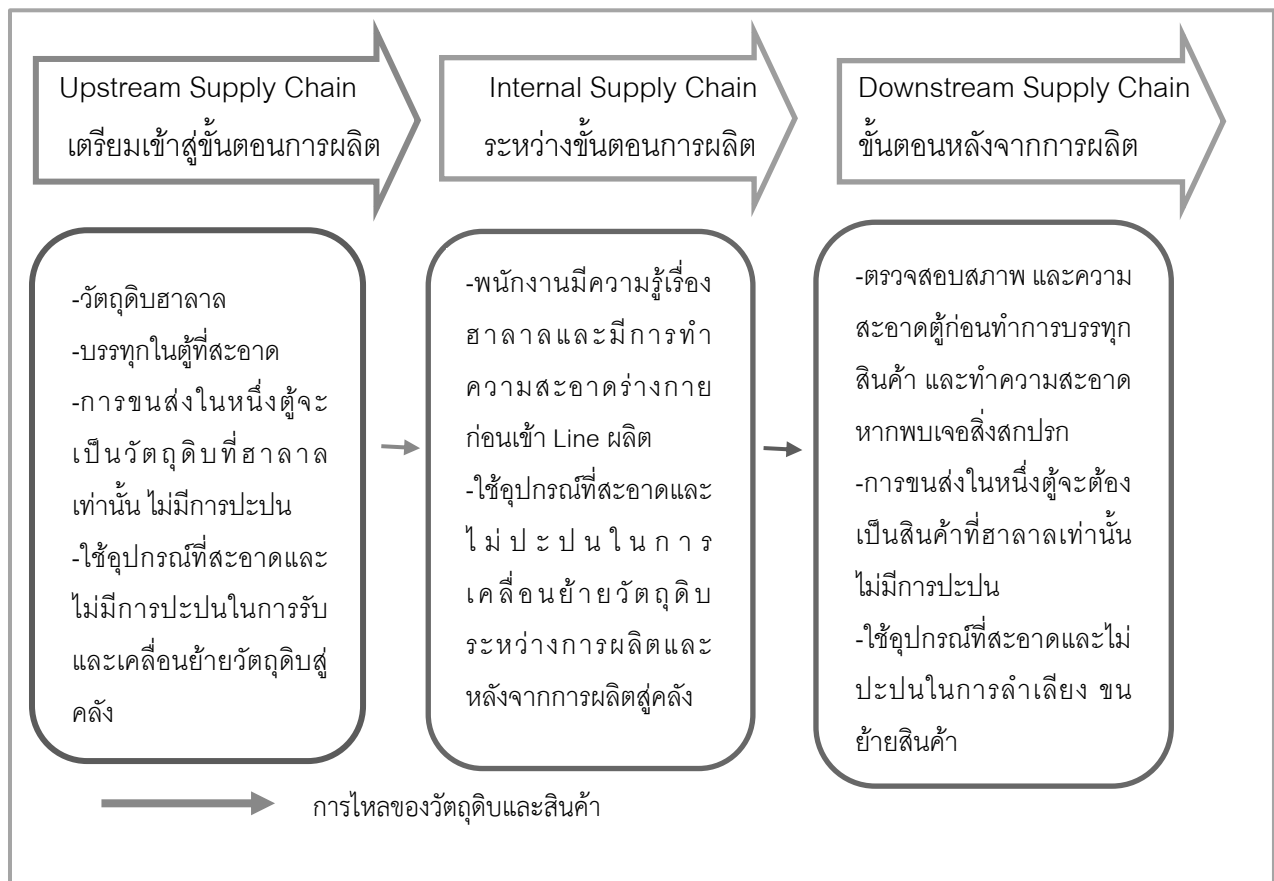 Upstream Supply Chain
เตรียมเข้าสู่ขั้นตอนการผลิต
Internal Supply Chain
ระหว่างขั้นตอนการผลิต
Downstream Supply Chain
ขั้นตอนหลังจากการผลิต
-วัตถุดิบฮาลาล
-บรรทุกในตู้ที่สะอาด
-การขนส่งในหนึ่งตู้จะ
เป็นวัตถุดิบที่ฮาลาล
เท่านั้น ไม่มีการปะปน
-ใช้อุปกรณ์ที่สะอาดและ
ไม่มีการปะปนในการรับ
และเคลื่อนย้ายวัตถุดิบสู่
คลัง
-พนักงานมีความรู้เรื่อง
ฮาลาลและมีการทำ
ความสะอาดร่างกาย
ก่อนเข้า Line ผลิต
-ใช้อุปกรณ์ที่สะอาดและ
ไม่ปะปนในการ
เคลื่อนย้ายวัตถุดิบ
ระหว่างการผลิตและ
หลังจากการผลิตสู่คลัง
-ตรวจสอบสภาพ และความ
สะอาดตู้ก่อนทำการบรรทุก
สินค้า และทำความสะอาด
หากพบเจอสิ่งสกปรก
-การขนส่งในหนึ่งตู้จะต้อง
เป็นสินค้าที่ฮาลาลเท่านั้น
ไม่มีการปะปน
-ใช้อุปกรณ์ที่สะอาดและไม่
ปะปนในการลำเลียง ขน
ย้ายสินค้า
การไหลของวัตถุดิบและสินค้า